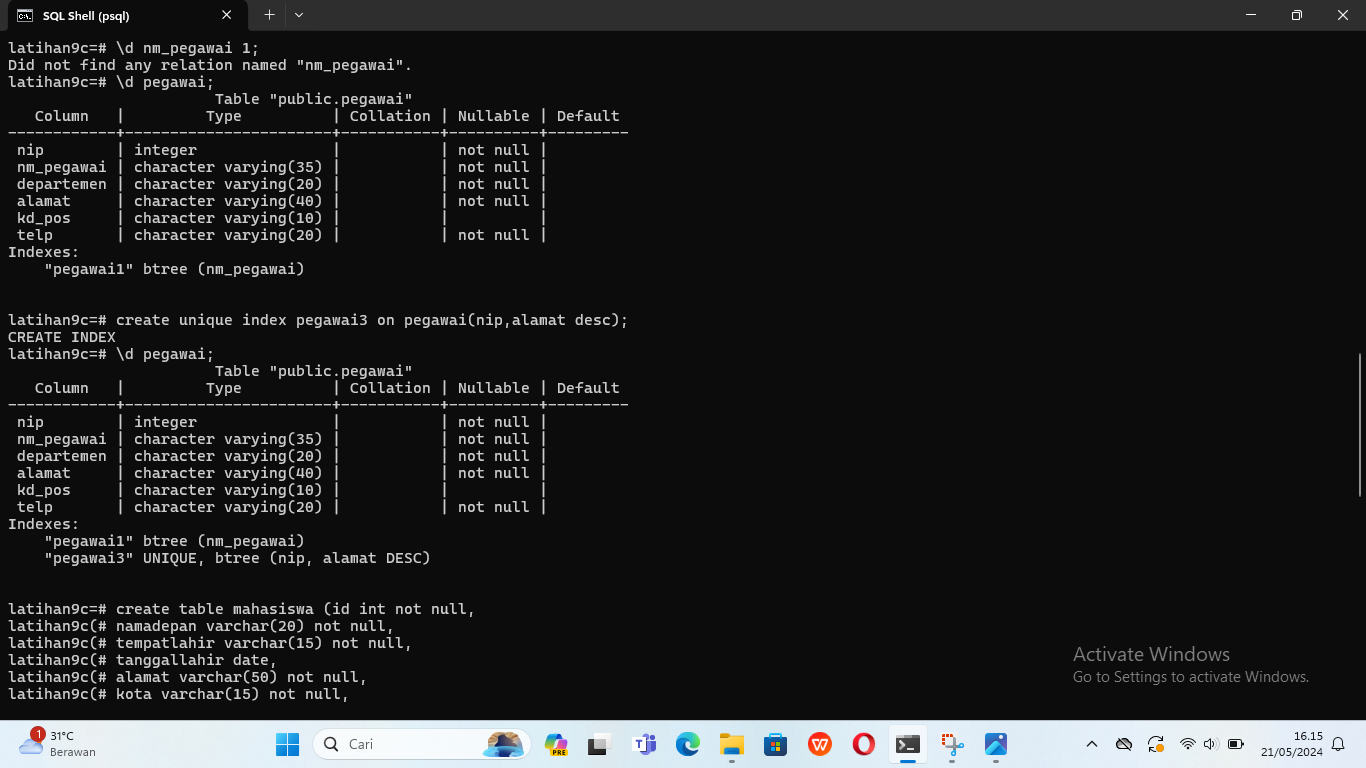 SQL Shell (psql)
latihan9c=# \d nm_pegawai 1;
Did not find any relation named "nm_pegawai".
latihan9c=# \d pegawai;
                       Table "public.pegawai"
   Column   |         Type          | Collation | Nullable | Default
------------+-----------------------+-----------+----------+---------
 nip        | integer               |           | not null |
 nm_pegawai | character varying(35) |           | not null |
 departemen | character varying(20) |           | not null |
 alamat     | character varying(40) |           | not null |
 kd_pos     | character varying(10) |           |          |
 telp       | character varying(20) |           | not null |
Indexes:
    "pegawai1" btree (nm_pegawai)
latihan9c=# create unique index pegawai3 on pegawai(nip,alamat desc);
CREATE INDEX
latihan9c=# \d pegawai;
                       Table "public.pegawai"
   Column   |         Type          | Collation | Nullable | Default
------------+-----------------------+-----------+----------+---------
 nip        | integer               |           | not null |
 nm_pegawai | character varying(35) |           | not null |
 departemen | character varying(20) |           | not null |
 alamat     | character varying(40) |           | not null |
 kd_pos     | character varying(10) |           |          |
 telp       | character varying(20) |           | not null |
Indexes:
    "pegawai1" btree (nm_pegawai)
    "pegawai3" UNIQUE, btree (nip, alamat DESC)
latihan9c=# create table mahasiswa (id int not null,
latihan9c(# namadepan varchar(20) not null,
latihan9c(# tempatlahir varchar(15) not null,
latihan9c(# tanggallahir date,
latihan9c(# alamat varchar(50) not null,
latihan9c(# kota varchar(15) not null,
Activate Windows
Go to Settings to activate Windows.
1
31°C
Berawan
Cari
PRE
16.15
21/05/2024